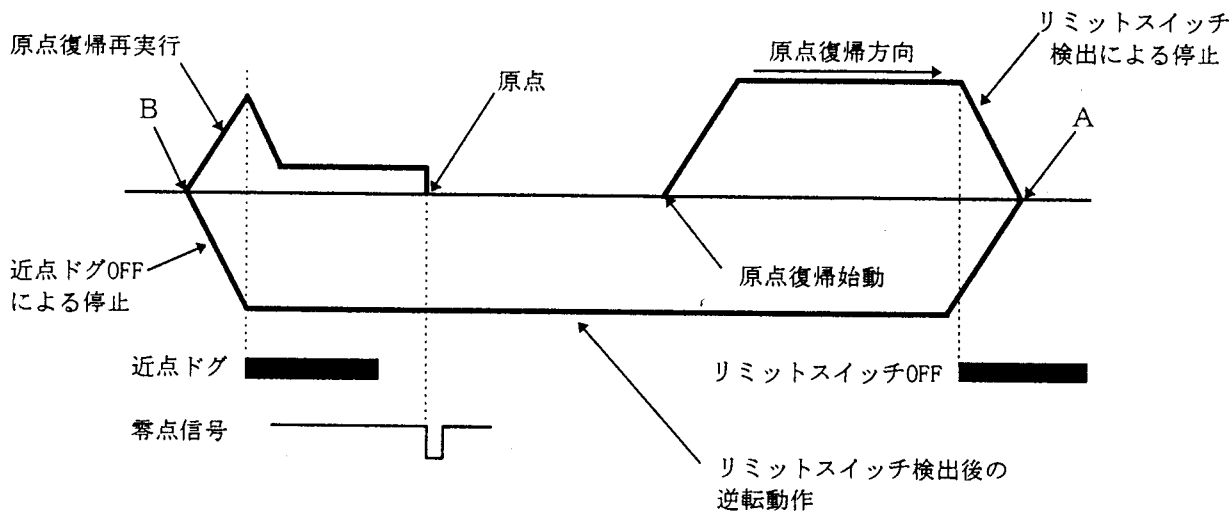 原点復帰再実行
B
原点
原点復帰方向
リミットスイッチ
検出による停止
A
近点ドグOFF
による停止
原点復帰始動
近点ドグ
リミットスイッチOFF
零点信号
リミットスイッチ検出後の
逆転動作